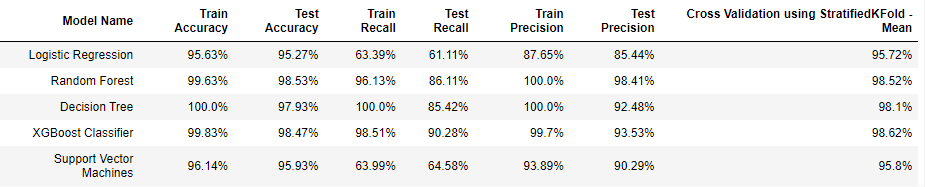 Model Name Train Accuracy Test Accuracy Train Recall Test Recall Train Precision Test Precision Cross Validation using StratifiedKFold - Mean
Logistic Regression 95.63% 95.27% 63.39% 61.11% 87.65% 85.44% 95.72%
Random Forest 99.63% 98.53% 96.13% 86.11% 100.0% 98.41% 98.52%
Decision Tree 100.0% 97.93% 100.0% 85.42% 100.0% 92.48% 98.1%
XGBoost Classifier 99.83% 98.47% 98.51% 90.28% 99.7% 93.53% 98.62%
Support Vector Machines 96.14% 95.93% 63.99% 64.58% 93.89% 90.29% 95.8%